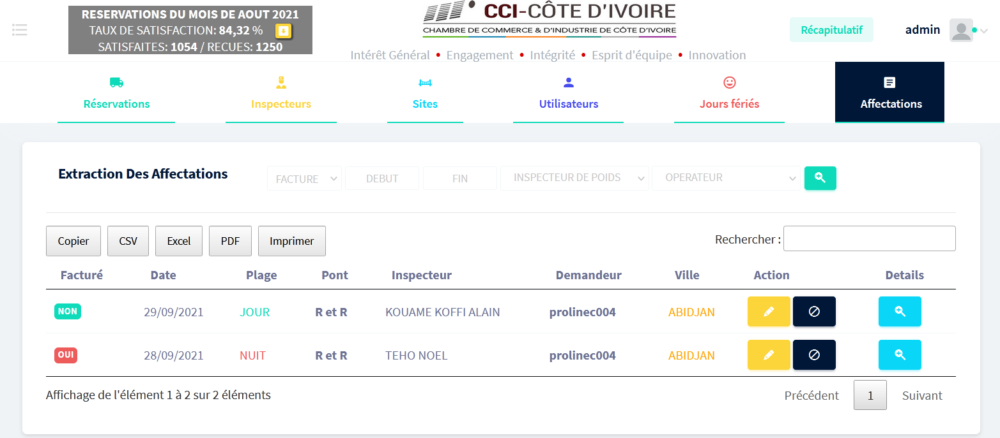 RESERVATIONS DU MOIS DE AOUT 2021
TAUX DE SATISFACTION: 84,32 %
SATISFAITES: 1054 / RECUES: 1250
CCI-CÔTE D'IVOIRE
CHAMBRE DE COMMERCE & D'INDUSTRIE DE CÔTE D'IVOIRE
Intérêt Général • Engagement • Intégrité • Esprit d'équipe • Innovation
Récapitulatif
admin
Réservations
Inspecteurs
Sites
Utilisateurs
Jours fériés
Affectations
Extraction Des Affectations
FACTURE
DEBUT
FIN
INSPECTEUR DE POIDS
OPERATEUR
Copier
CSV
Excel
PDF
Imprimer
Rechercher :
Facturé Date Plage Pont Inspecteur Demandeur Ville Action Details
NON 29/09/2021 JOUR R et R KOUAME KOFFI ALAIN prolinec004 ABIDJAN
OUI 28/09/2021 NUIT R et R TEHO NOEL prolinec004 ABIDJAN
Affichage de l'élément 1 à 2 sur 2 éléments
Précédent 1 Suivant